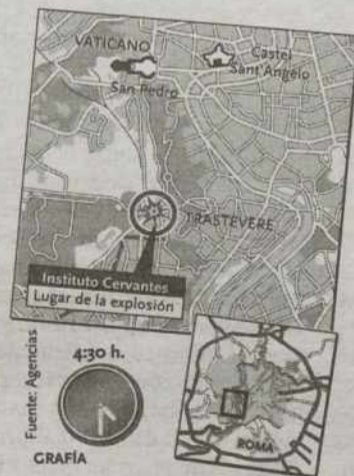 VATICANO
Castel
Sant'Angelo
San Pedro
TRASTEVERE
Instituto Cervantes
Lugar de la explosión
Fuente: Agencias
4:30 h.
ROMA
GRAFÍA